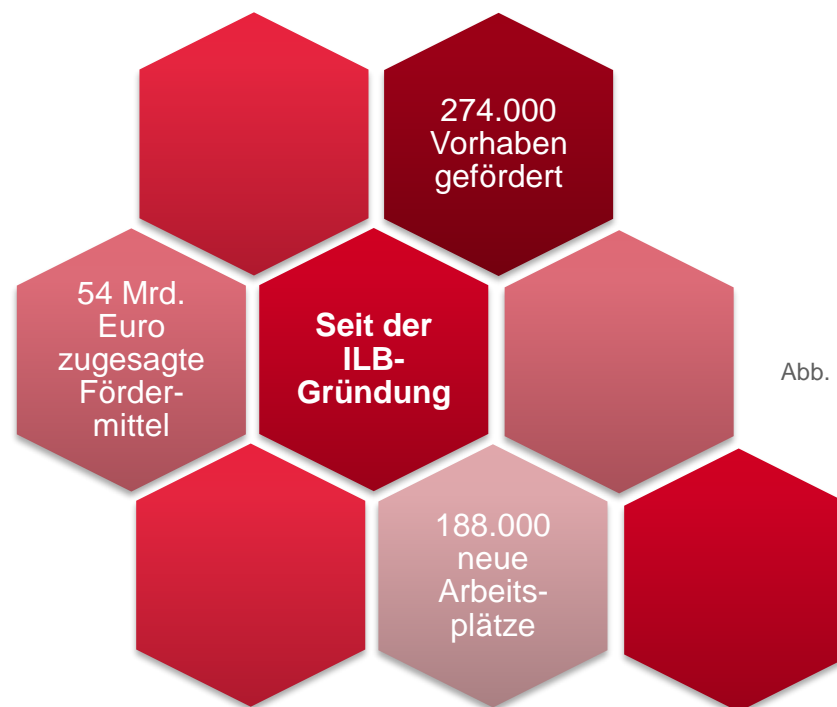 274.000
Vorhaben
gefördert
54 Mrd.
Euro
zugesagte
Förder-
mittel
Seit der
ILB-
Gründung
Abb.
188.000
neue
Arbeits-
plätze